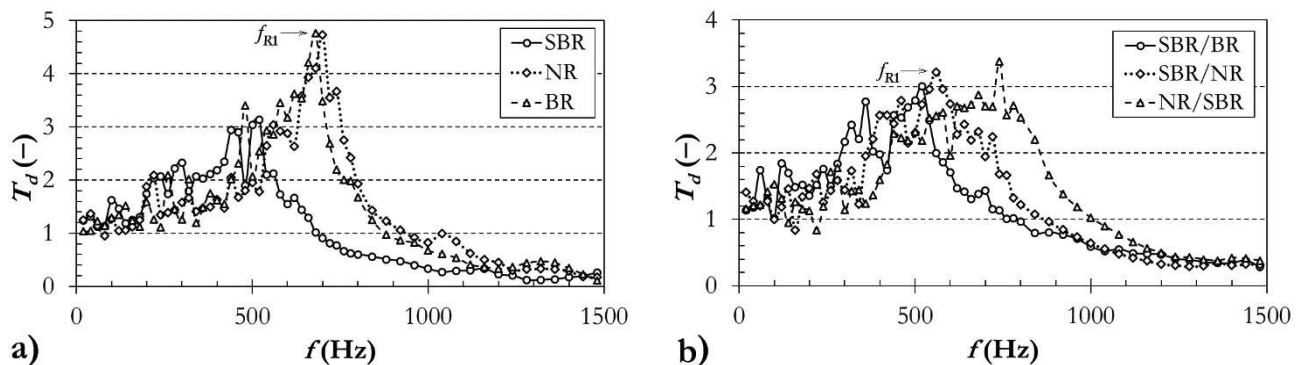 5
4
3
2
1
0
T_d (–)
f_R1
SBR
NR
BR
0 500 1000 1500
f (Hz)
a)
4
3
2
1
0
T_d (–)
f_R1
SBR/BR
SBR/NR
NR/SBR
0 500 1000 1500
f (Hz)
b)